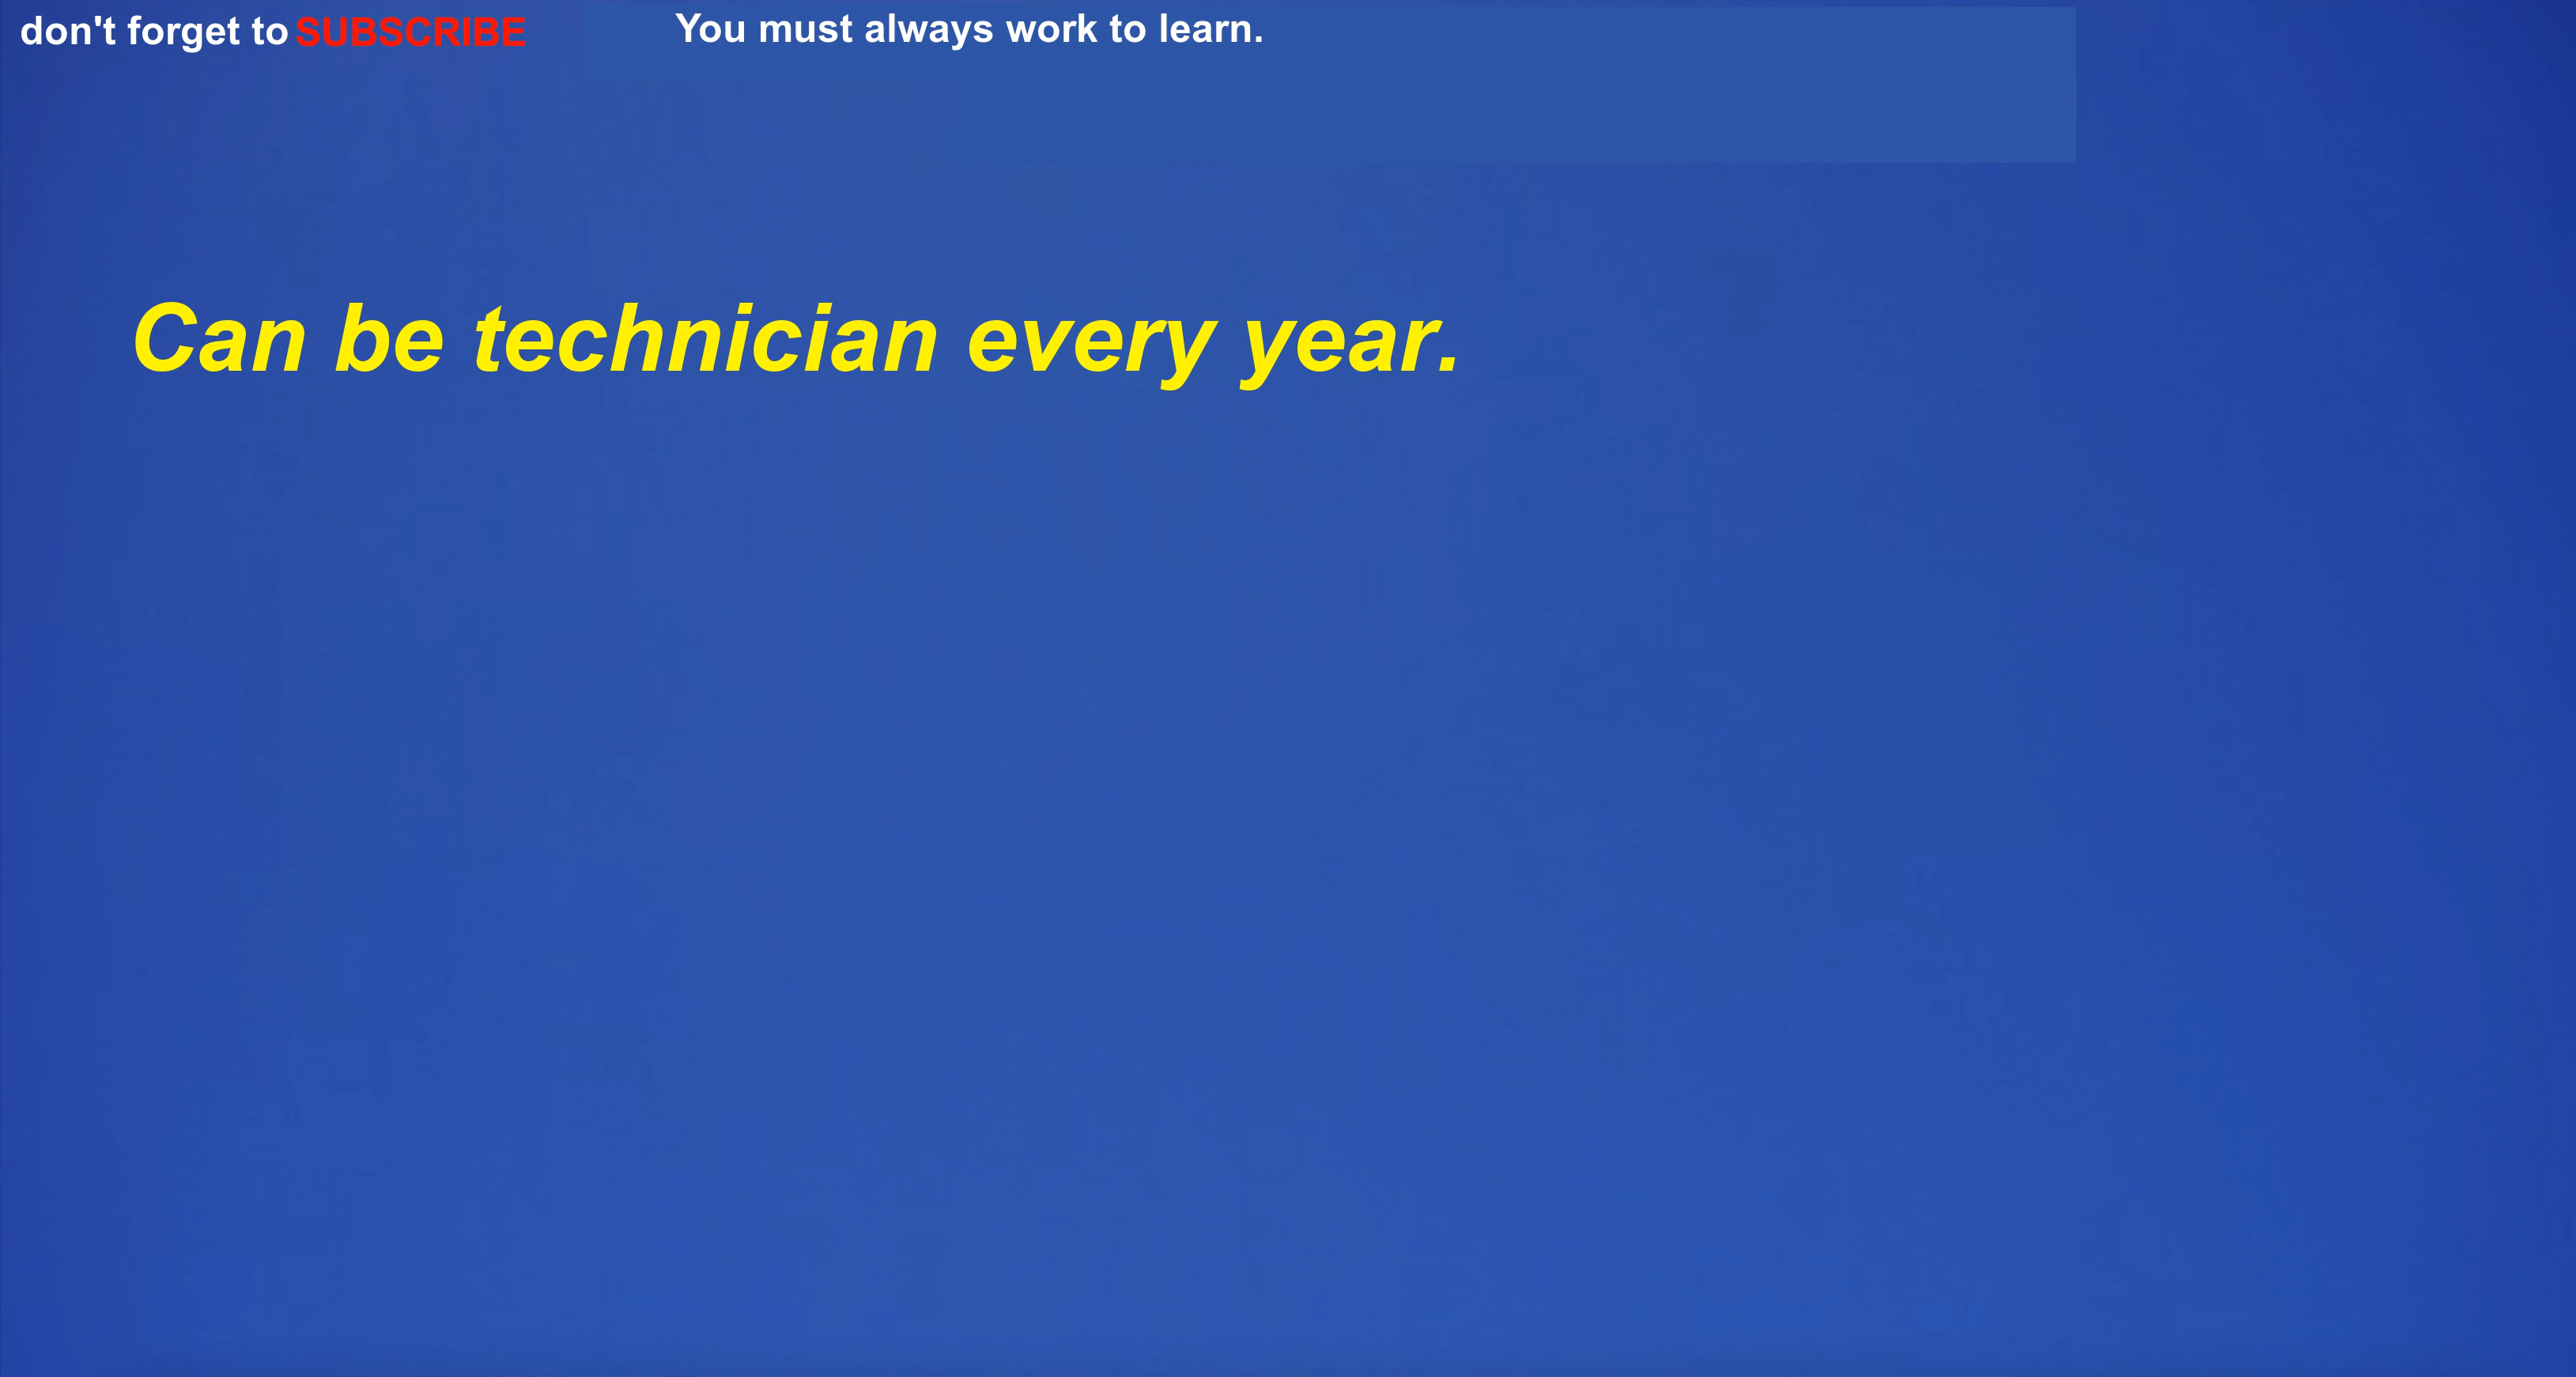 don't forget to SUBSCRIBE
You must always work to learn.
Can be technician every year.